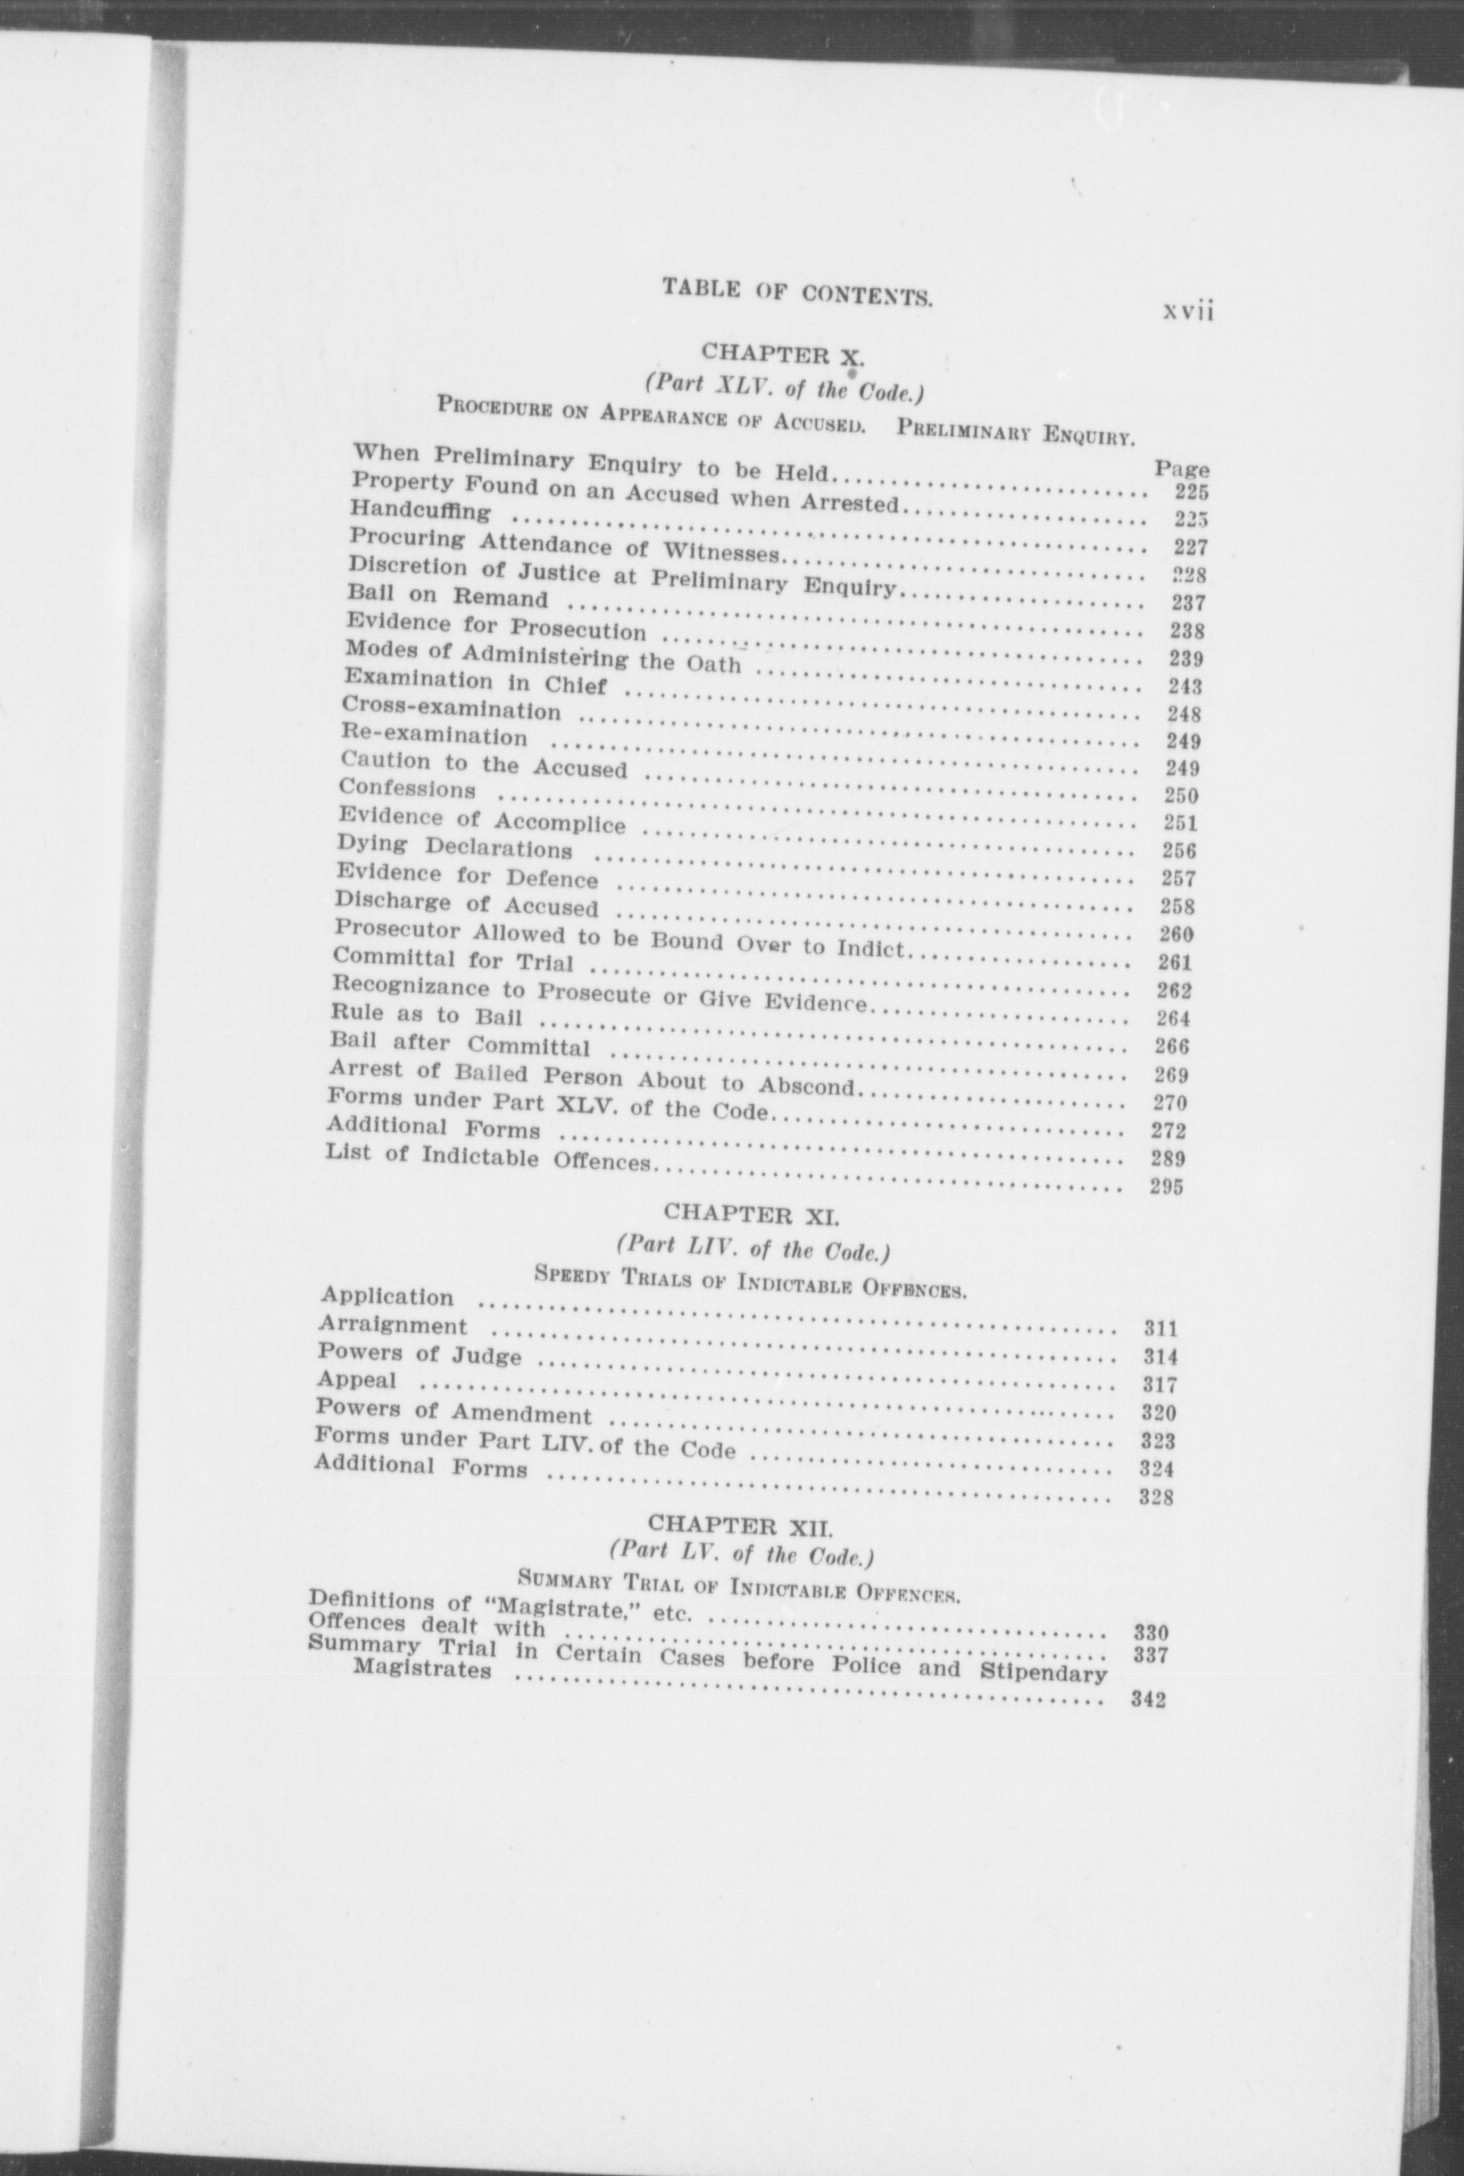 TABLE OF CONTENTS.
xvii
CHAPTER X.
(Part XLV. of the Code.)
PROCEDURE ON APPEARANCE OF ACCUSED. PRELIMINARY ENQUIRY.
Page
When Preliminary Enquiry to be Held........................... 225
Property Found on an Accused when Arrested..................... 225
Handcuffing ...................................................... 227
Procuring Attendance of Witnesses............................... 228
Discretion of Justice at Preliminary Enquiry..................... 237
Bail on Remand ................................................. 238
Evidence for Prosecution ......................................... 239
Modes of Administering the Oath ................................. 243
Examination in Chief ............................................ 248
Cross-examination ................................................ 249
Re-examination .................................................. 249
Caution to the Accused .......................................... 250
Confessions ...................................................... 251
Evidence of Accomplice .......................................... 256
Dying Declarations .............................................. 257
Evidence for Defence ............................................ 258
Discharge of Accused ............................................ 260
Prosecutor Allowed to be Bound Over to Indict................... 261
Committal for Trial .............................................. 262
Recognizance to Prosecute or Give Evidence...................... 264
Rule as to Bail .................................................. 266
Bail after Committal ............................................ 269
Arrest of Bailed Person About to Abscond....................... 270
Forms under Part XLV. of the Code.............................. 272
Additional Forms ................................................ 289
List of Indictable Offences........................................ 295
CHAPTER XI.
(Part LIV. of the Code.)
SPEEDY TRIALS OF INDICTABLE OFFENCES.
Application ...................................................... 311
Arraignment ..................................................... 314
Powers of Judge ................................................. 317
Appeal ........................................................... 320
Powers of Amendment ........................................... 323
Forms under Part LIV. of the Code ............................... 324
Additional Forms ................................................ 328
CHAPTER XII.
(Part LV. of the Code.)
SUMMARY TRIAL OF INDICTABLE OFFENCES.
Definitions of "Magistrate," etc. .................................. 330
Offences dealt with .............................................. 337
Summary Trial in Certain Cases before Police and Stipendary
Magistrates .................................................. 342